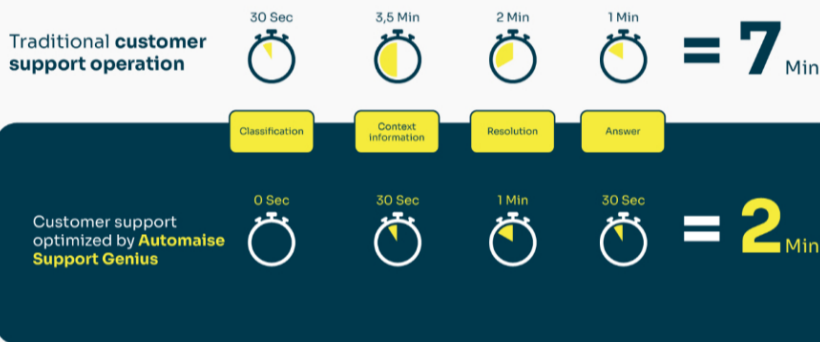 30 Sec
3,5 Min
2 Min
1 Min
Traditional customer
support operation
= 7 Min
Classification
Context
information
Resolution
Answer
0 Sec
30 Sec
1 Min
30 Sec
Customer support
optimized by Automaise
Support Genius
= 2 Min